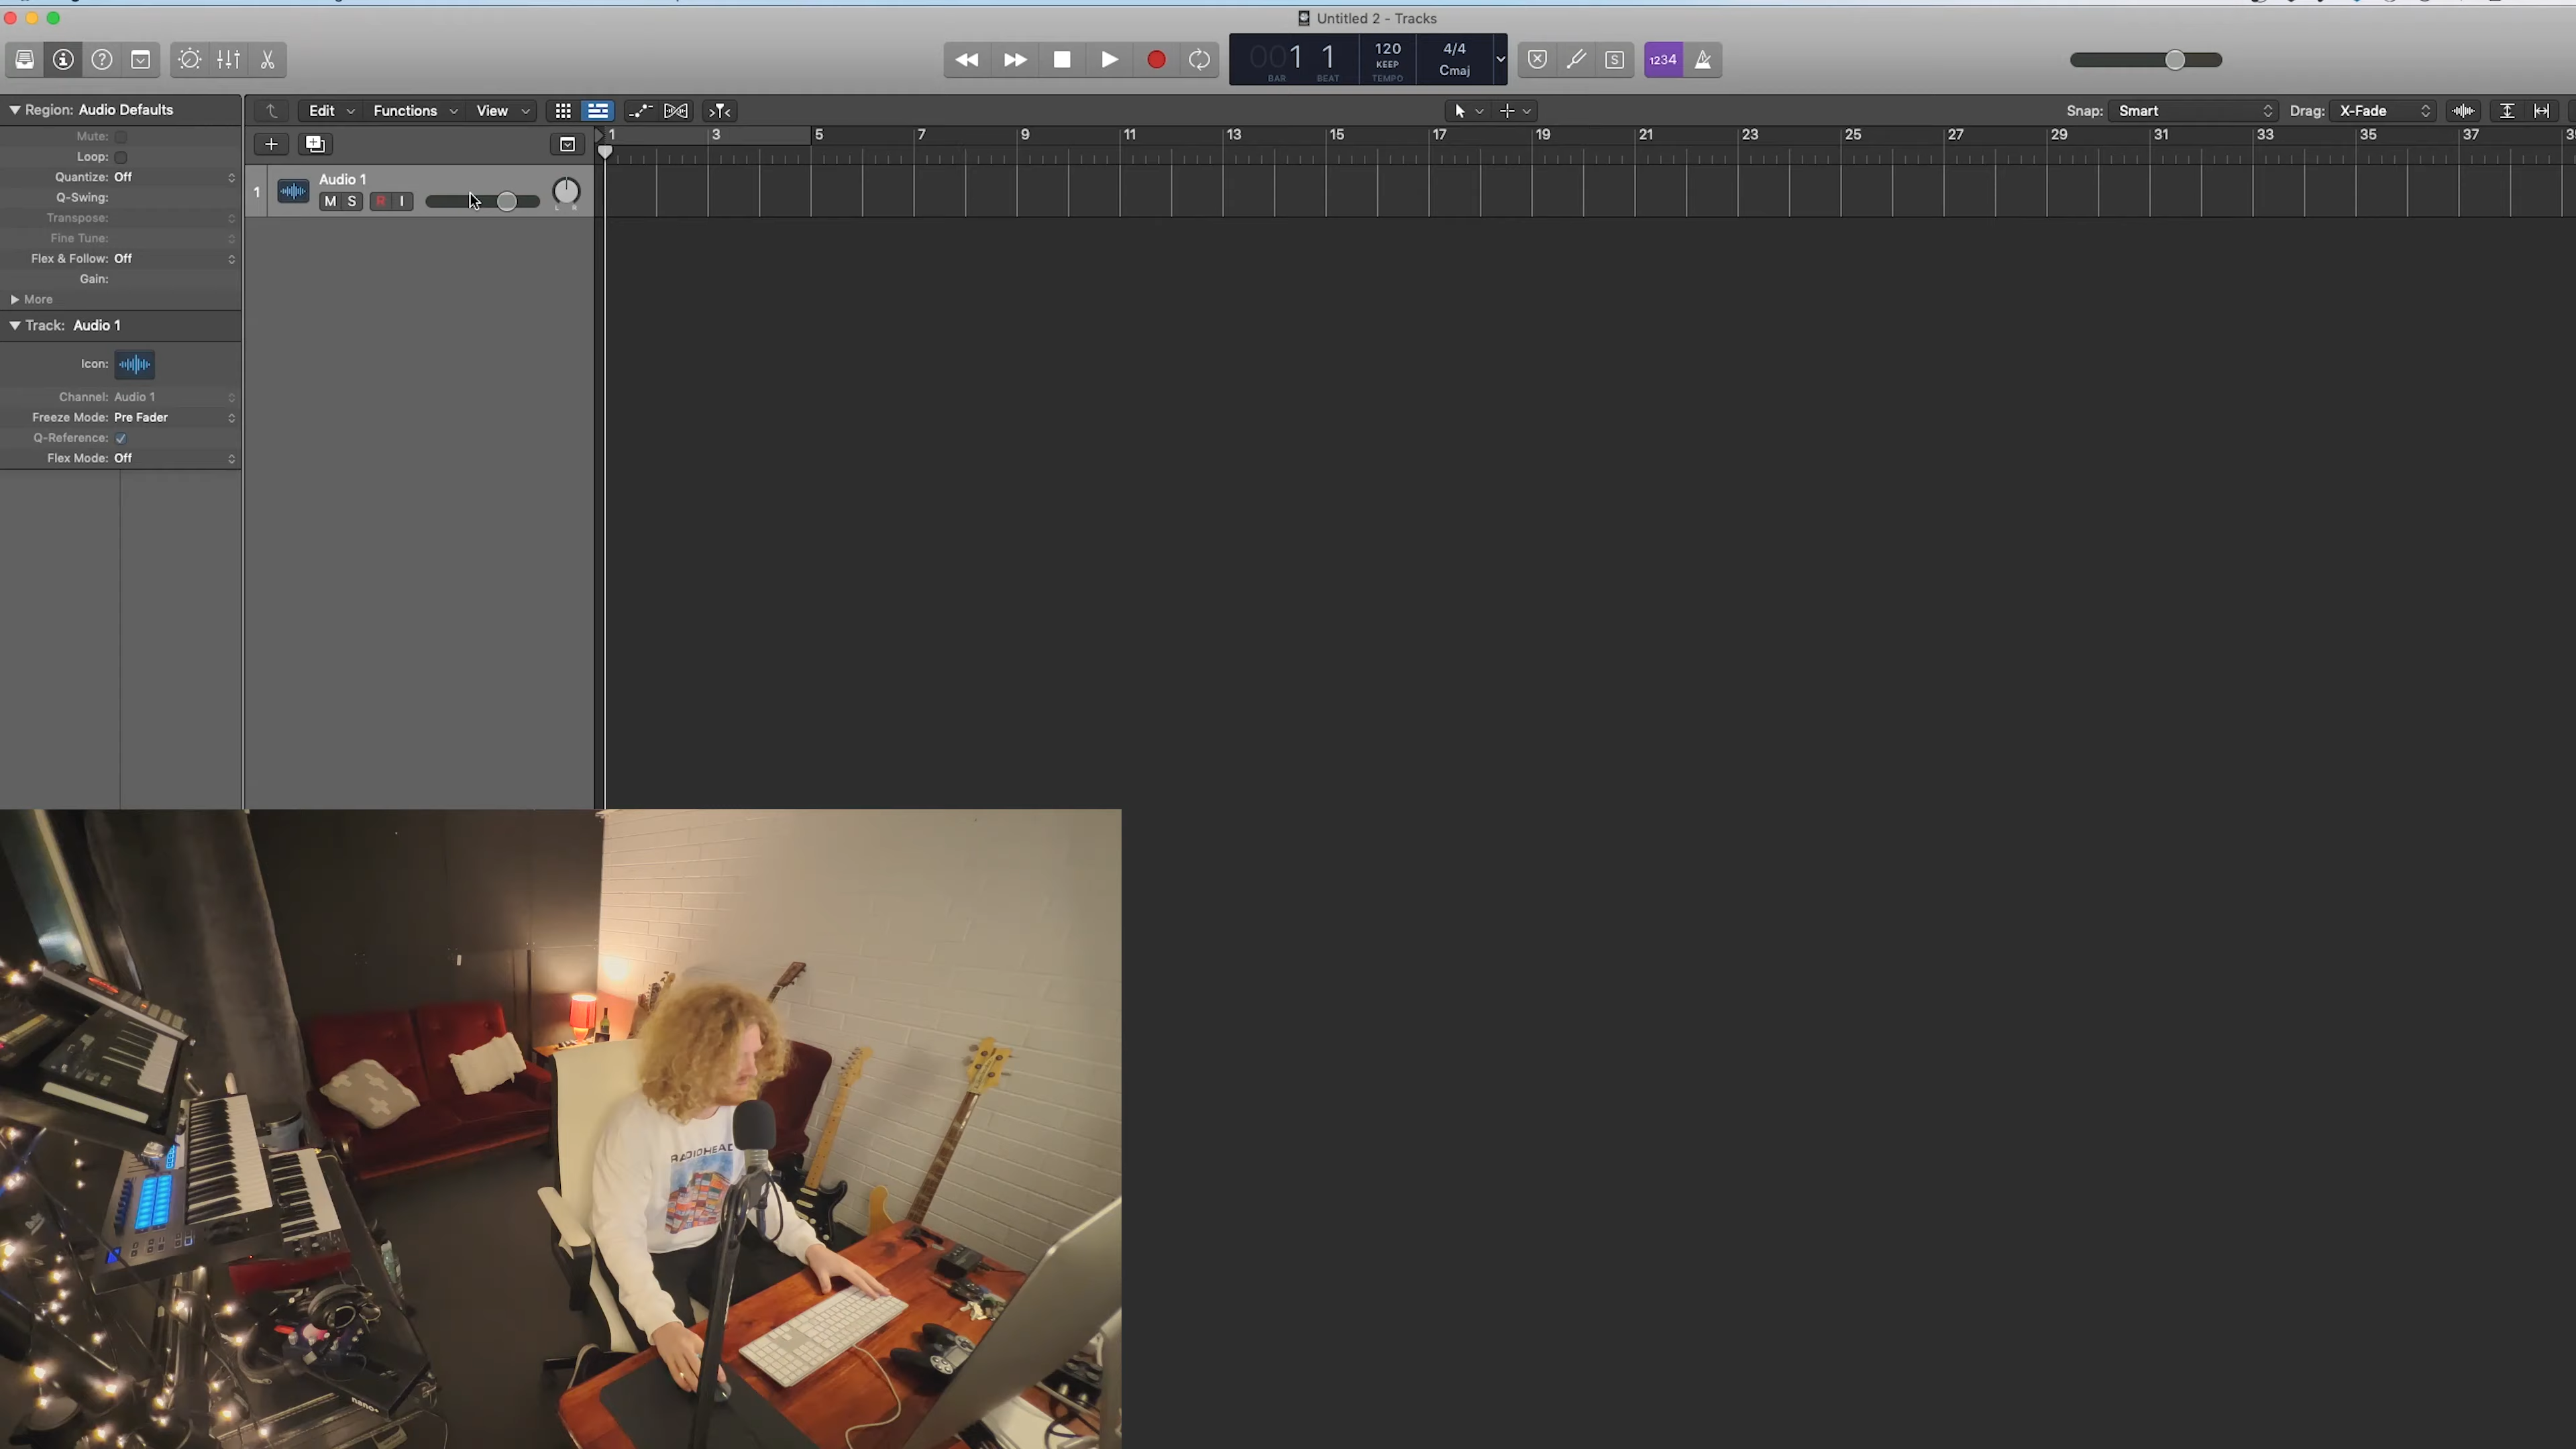 Untitled 2 - Tracks
001 1
BAR BEAT
120
KEEP
TEMPO
4/4
Cmaj
S
1234
Region: Audio Defaults
Edit Functions View
Snap: Smart
Drag: X-Fade
Mute:
Loop:
Quantize: Off
Q-Swing:
Transpose:
Fine Tune:
Flex & Follow: Off
Gain:
More
Track: Audio 1
Icon:
Channel: Audio 1
Freeze Mode: Pre Fader
Q-Reference:
Flex Mode: Off
1 3 5 7 9 11 13 15 17 19 21 23 25 27 29 31 33 35 37
1
Audio 1
M S R I
L R
RADIOHEAD
nano